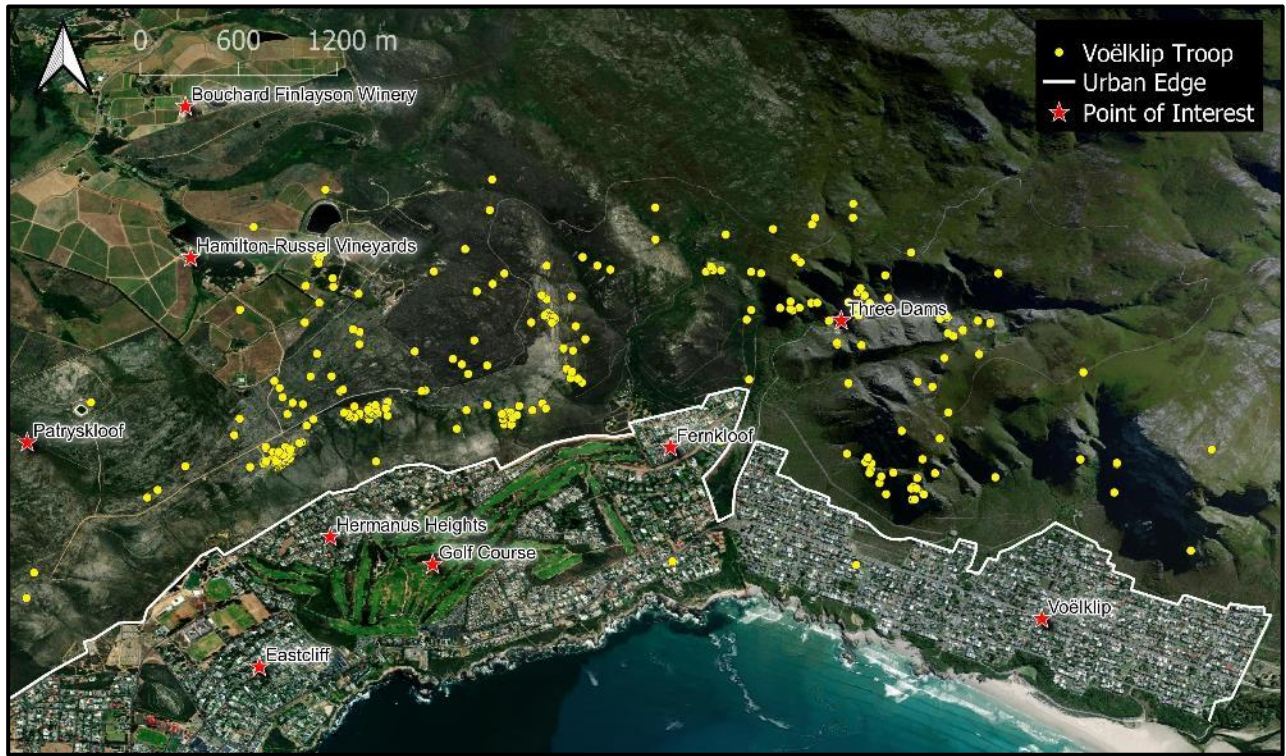 0 600 1200 m
Voëlklip Troop
Urban Edge
Point of Interest
Bouchard Finlayson Winery
Hamilton-Russel Vineyards
Three Dams
Patryskloof
Fernkloof
Hermanus Heights
Golf Course
Voëlklip
Eastcliff